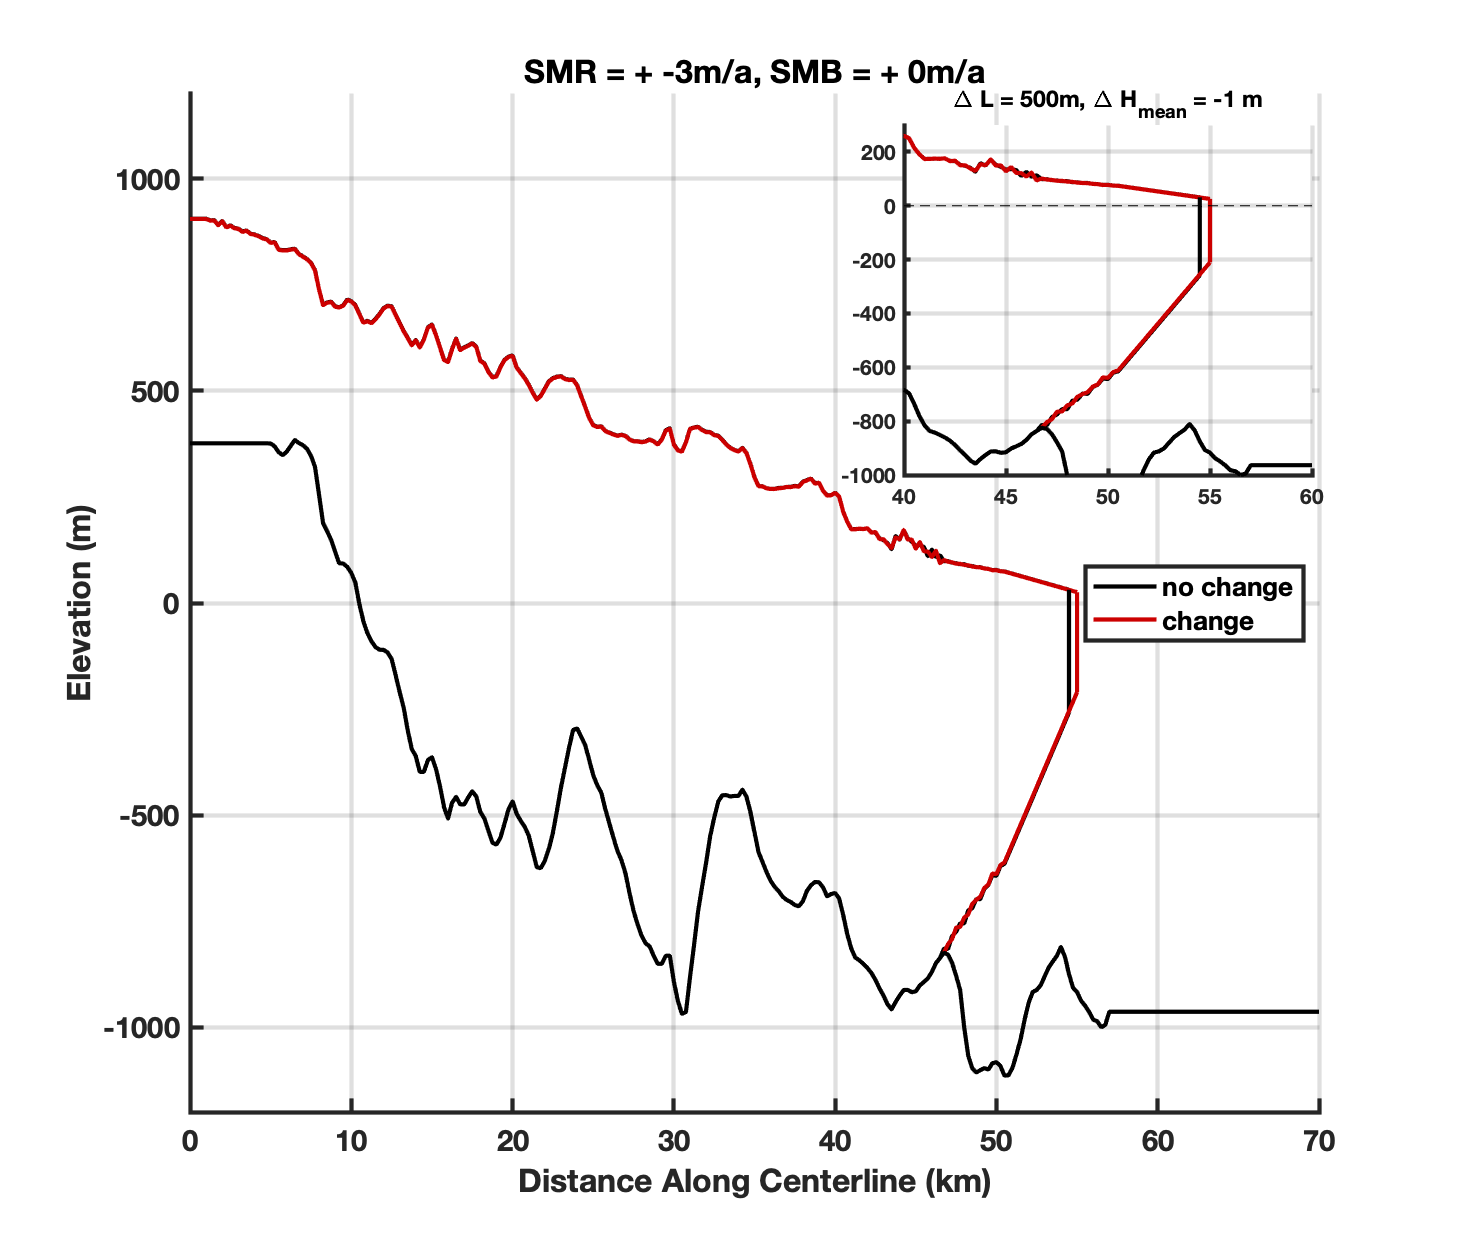 SMR = + -3m/a, SMB = + 0m/a
Δ L = 500m, Δ H_mean = -1 m
200
0
-200
-400
-600
-800
-1000
40 45 50 55 60
1000
500
0
-500
-1000
Elevation (m)
no change
change
0 10 20 30 40 50 60 70
Distance Along Centerline (km)